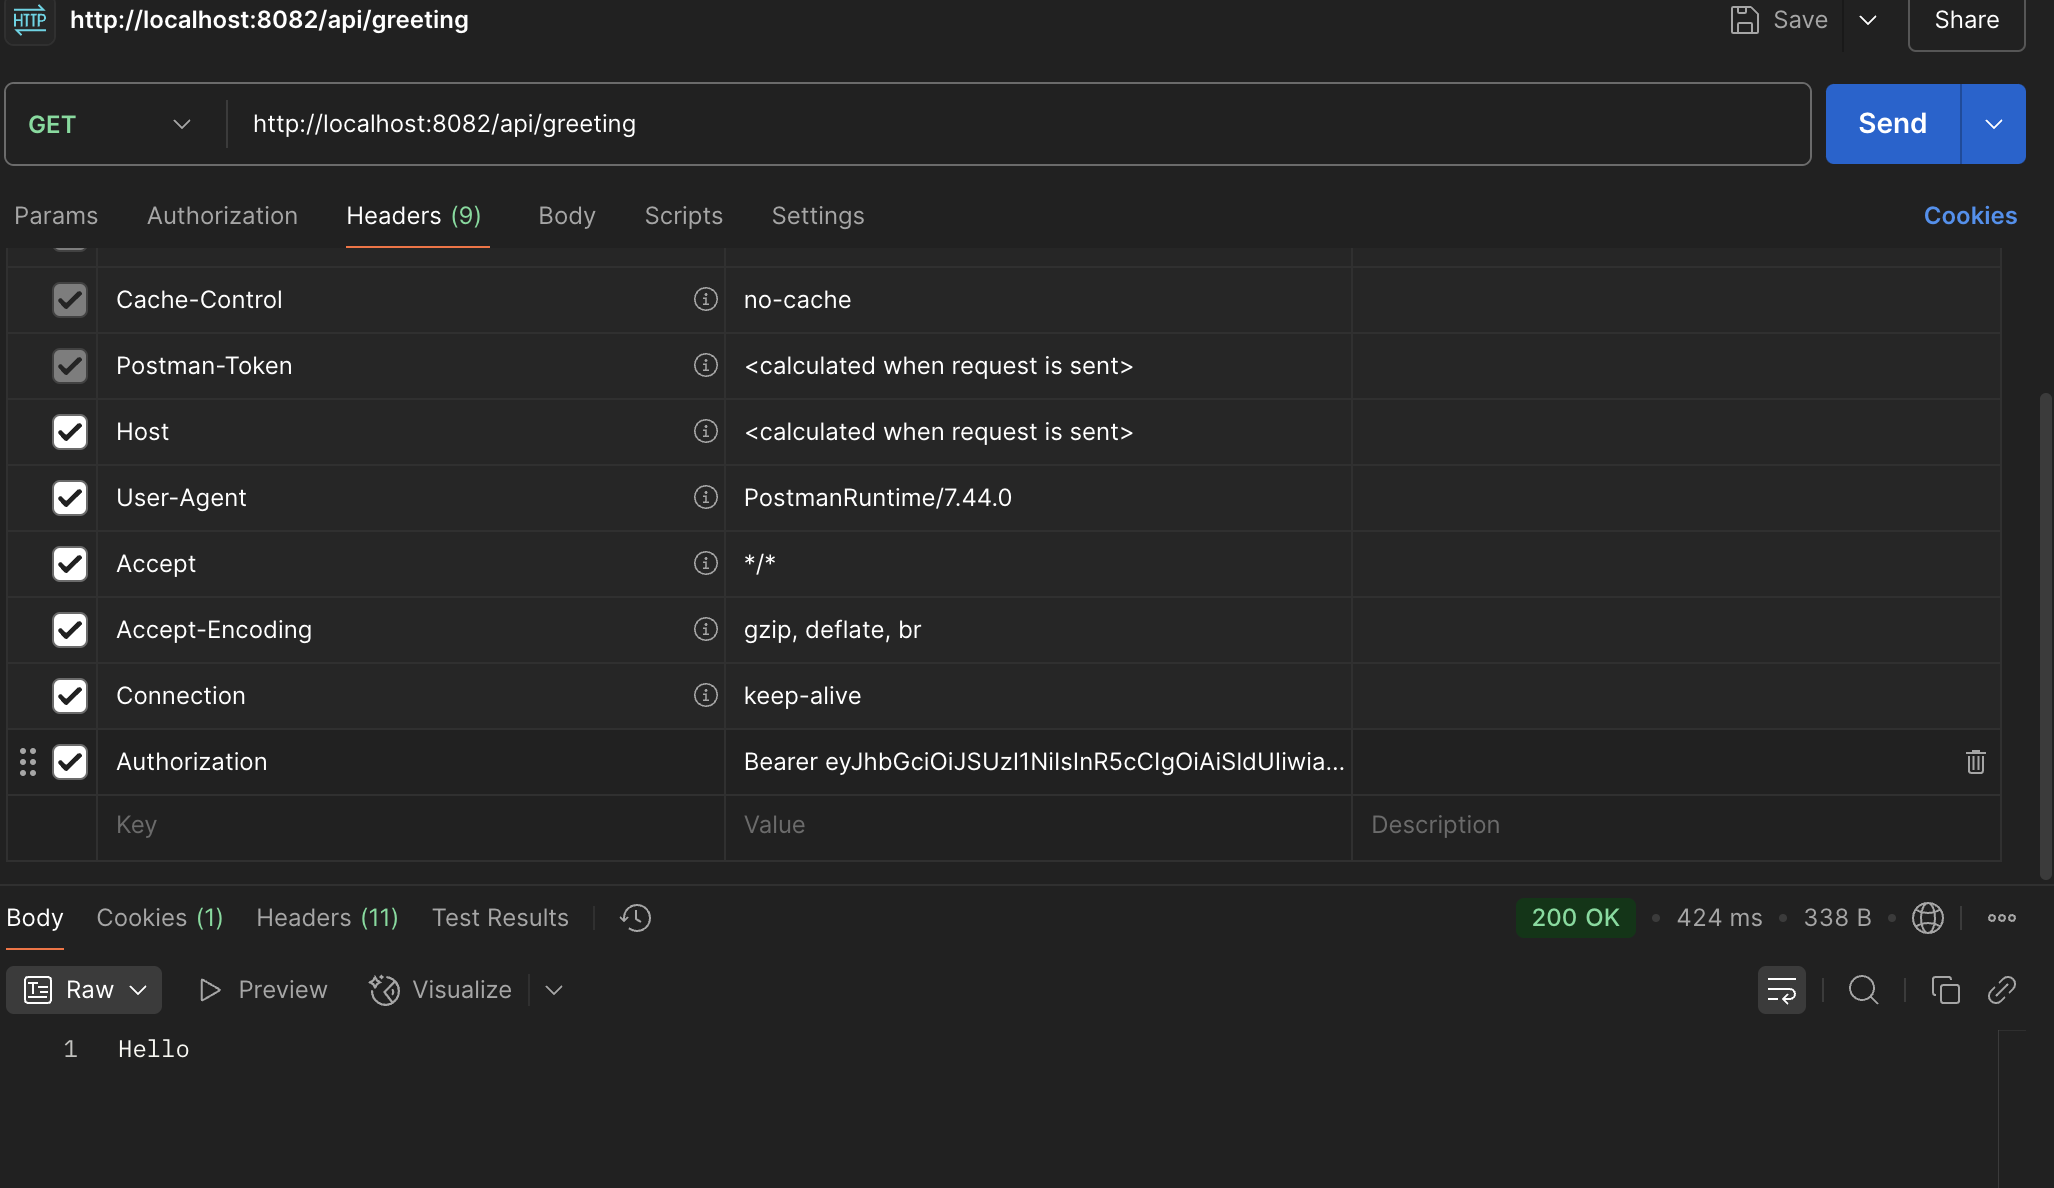 HTTP http://localhost:8082/api/greeting Save Share
GET http://localhost:8082/api/greeting Send
Params Authorization Headers (9) Body Scripts Settings Cookies
Cache-Control no-cache
Postman-Token <calculated when request is sent>
Host <calculated when request is sent>
User-Agent PostmanRuntime/7.44.0
Accept */*
Accept-Encoding gzip, deflate, br
Connection keep-alive
Authorization Bearer eyJhbGciOiJSUzI1NiIsInR5cCIgOiAiSldUIiwia...
Key Value Description
Body Cookies (1) Headers (11) Test Results 200 OK • 424 ms • 338 B •
Raw Preview Visualize
1 Hello